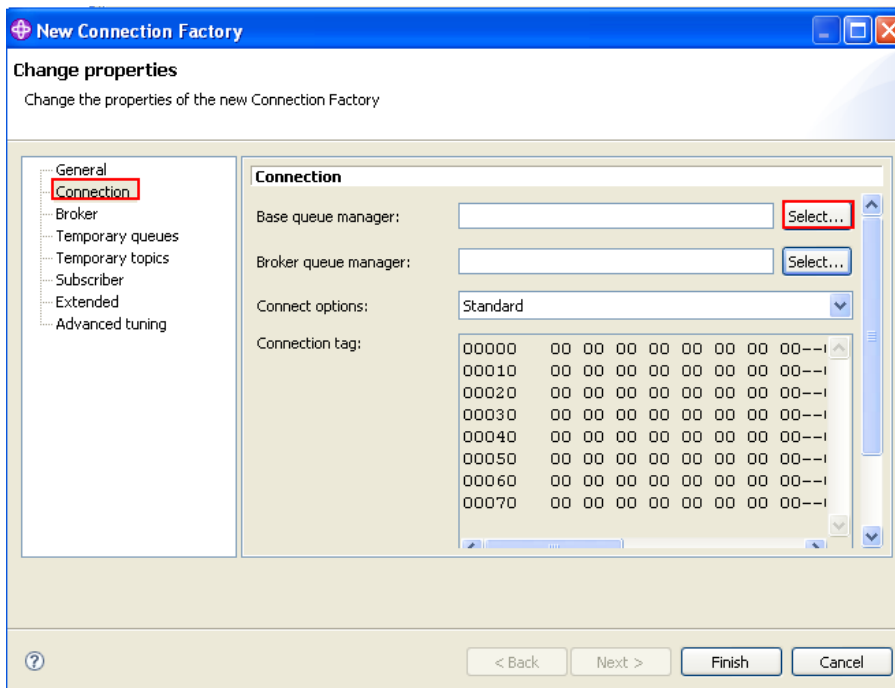 New Connection Factory
Change properties
Change the properties of the new Connection Factory
General
Connection
Broker
Temporary queues
Temporary topics
Subscriber
Extended
Advanced tuning
Connection
Base queue manager: Select...
Broker queue manager: Select...
Connect options: Standard
Connection tag:
00000 00 00 00 00 00 00 00 00--
00010 00 00 00 00 00 00 00 00--
00020 00 00 00 00 00 00 00 00--
00030 00 00 00 00 00 00 00 00--
00040 00 00 00 00 00 00 00 00--
00050 00 00 00 00 00 00 00 00--
00060 00 00 00 00 00 00 00 00--
00070 00 00 00 00 00 00 00 00--
< Back Next > Finish Cancel